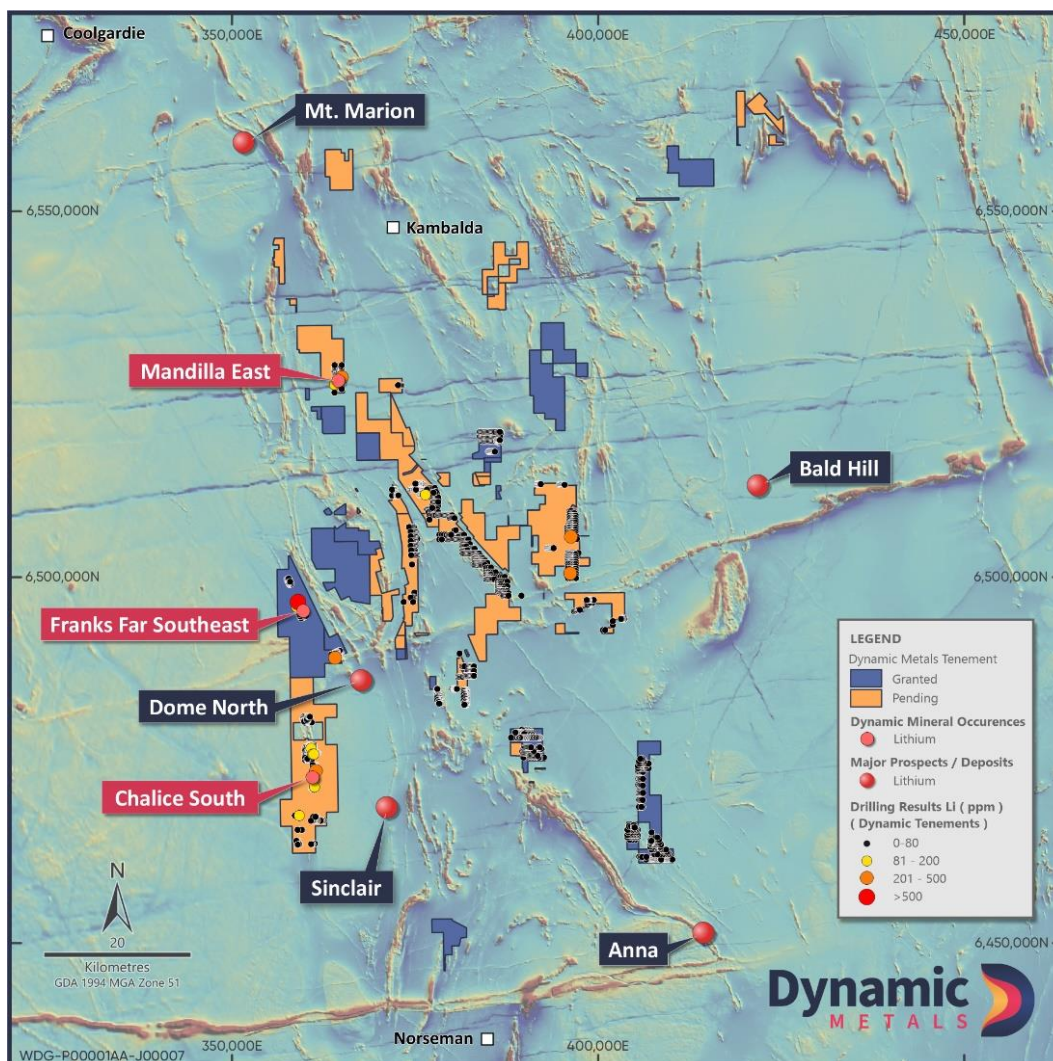 Coolgardie
350,000E
400,000E
450,000E
Mt. Marion
6,550,000N
6,550,000N
Kambalda
Mandilla East
Bald Hill
6,500,000N
6,500,000N
Franks Far Southeast
Dome North
Chalice South
Sinclair
Anna
LEGEND
Dynamic Metals Tenement
Granted
Pending
Dynamic Mineral Occurences
Lithium
Major Prospects / Deposits
Lithium
Drilling Results Li ( ppm )
( Dynamic Tenements )
0-80
81 - 200
201 - 500
>500
N
20
Kilometres
GDA 1994 MGA Zone 51
6,450,000N
Dynamic
METALS
Norseman
350,000E
400,000E
WDG-P00001AA-J00007